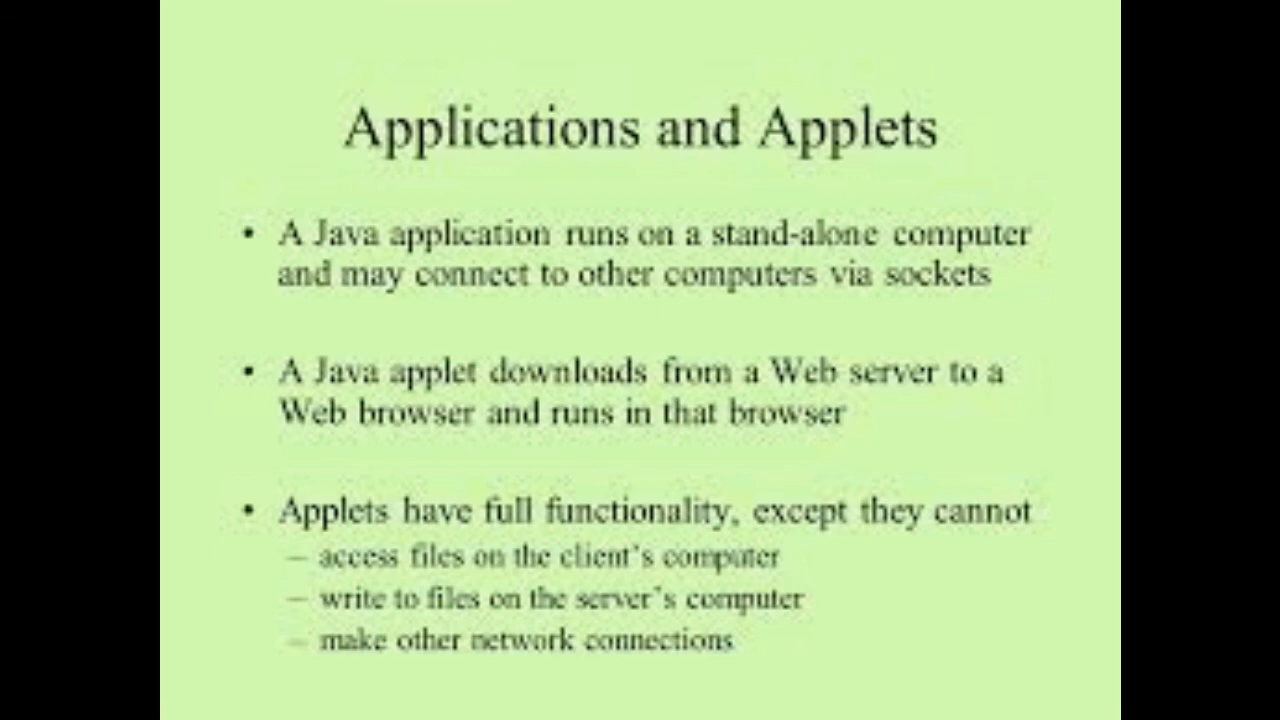 Applications and Applets
• A Java application runs on a stand-alone computer
and may connect to other computers via sockets
• A Java applet downloads from a Web server to a
Web browser and runs in that browser
• Applets have full functionality, except they cannot
– access files on the client's computer
– write to files on the server's computer
– make other network connections